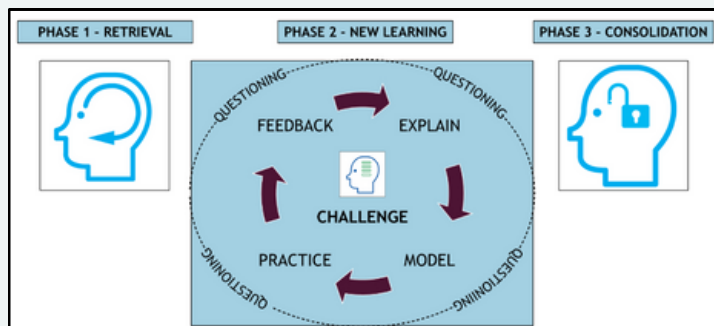 PHASE 1 - RETRIEVAL
PHASE 2 - NEW LEARNING
PHASE 3 - CONSOLIDATION
QUESTIONING
QUESTIONING
FEEDBACK
EXPLAIN
CHALLENGE
PRACTICE
MODEL
QUESTIONING
QUESTIONING